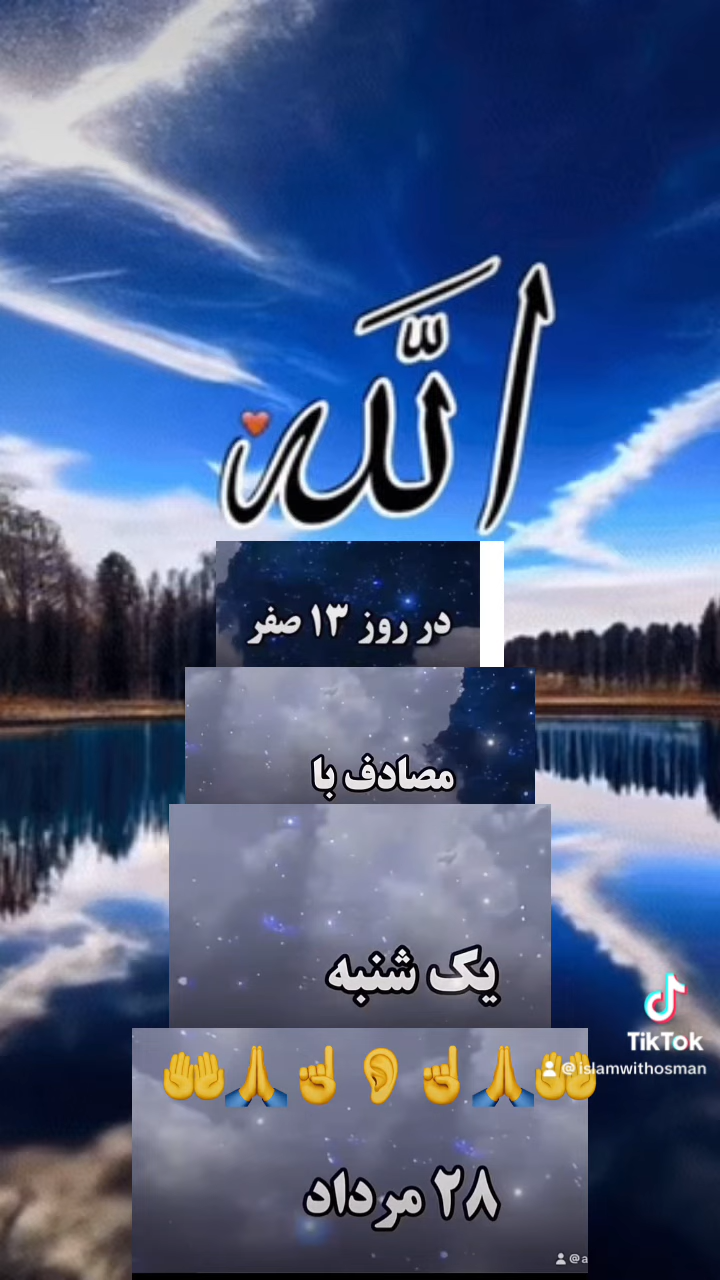 الله
در روز ۱۳ صفر
مصادف با
یک شنبه
TikTok
@islamwithosman
۲۸ مرداد
@a